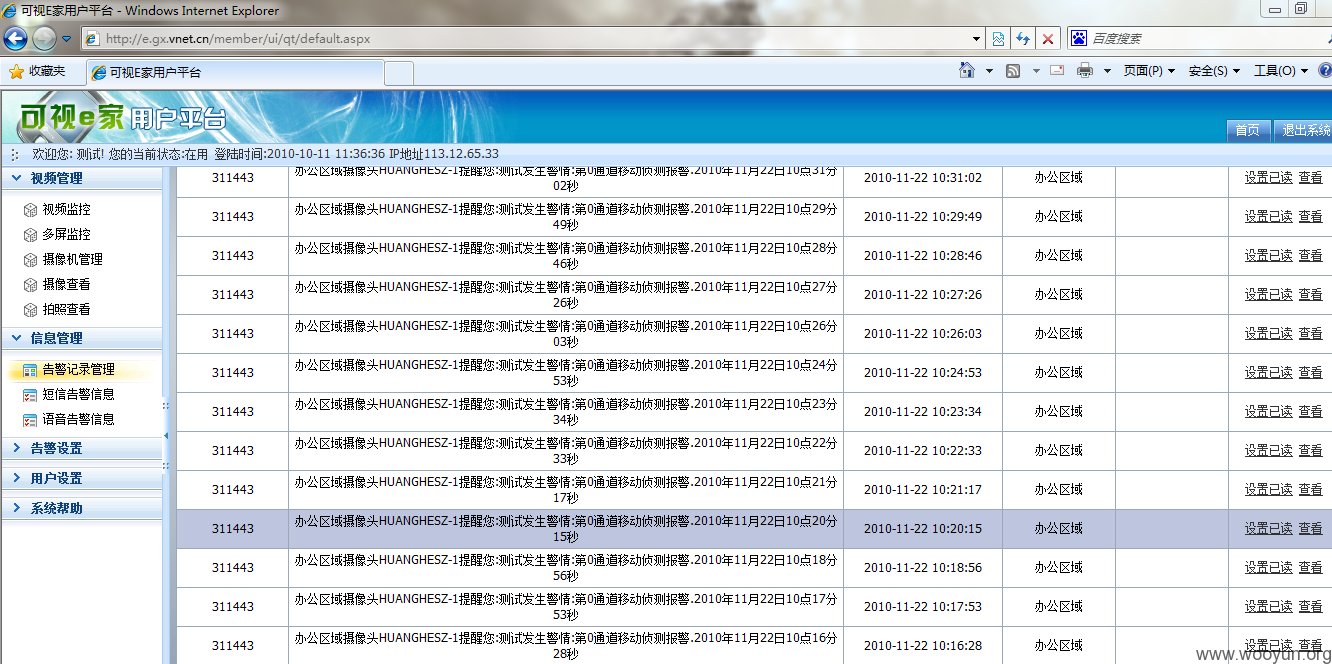 可视E家用户平台 - Windows Internet Explorer
http://e.gx.vnet.cn/member/ui/qt/default.aspx
百度搜索
收藏夹
可视E家用户平台
页面(P)
安全(S)
工具(O)
可视e家 用户平台
首页
退出系统
欢迎您: 测试! 您的当前状态:在用 登陆时间:2010-10-11 11:36:36 IP地址113.12.65.33
视频管理
视频监控
多屏监控
摄像机管理
摄像查看
拍照查看
信息管理
告警记录管理
短信告警信息
语音告警信息
告警设置
用户设置
系统帮助
311443 办公区域摄像头HUANGHESZ-1提醒您:测试发生警情:第0通道移动侦测报警.2010年11月22日10点31分 2010-11-22 10:31:02 办公区域 设置已读 查看
02秒
311443 办公区域摄像头HUANGHESZ-1提醒您:测试发生警情:第0通道移动侦测报警.2010年11月22日10点29分 2010-11-22 10:29:49 办公区域 设置已读 查看
49秒
311443 办公区域摄像头HUANGHESZ-1提醒您:测试发生警情:第0通道移动侦测报警.2010年11月22日10点28分 2010-11-22 10:28:46 办公区域 设置已读 查看
46秒
311443 办公区域摄像头HUANGHESZ-1提醒您:测试发生警情:第0通道移动侦测报警.2010年11月22日10点27分 2010-11-22 10:27:26 办公区域 设置已读 查看
26秒
311443 办公区域摄像头HUANGHESZ-1提醒您:测试发生警情:第0通道移动侦测报警.2010年11月22日10点26分 2010-11-22 10:26:03 办公区域 设置已读 查看
03秒
311443 办公区域摄像头HUANGHESZ-1提醒您:测试发生警情:第0通道移动侦测报警.2010年11月22日10点24分 2010-11-22 10:24:53 办公区域 设置已读 查看
53秒
311443 办公区域摄像头HUANGHESZ-1提醒您:测试发生警情:第0通道移动侦测报警.2010年11月22日10点23分 2010-11-22 10:23:34 办公区域 设置已读 查看
34秒
311443 办公区域摄像头HUANGHESZ-1提醒您:测试发生警情:第0通道移动侦测报警.2010年11月22日10点22分 2010-11-22 10:22:33 办公区域 设置已读 查看
33秒
311443 办公区域摄像头HUANGHESZ-1提醒您:测试发生警情:第0通道移动侦测报警.2010年11月22日10点21分 2010-11-22 10:21:17 办公区域 设置已读 查看
17秒
311443 办公区域摄像头HUANGHESZ-1提醒您:测试发生警情:第0通道移动侦测报警.2010年11月22日10点20分 2010-11-22 10:20:15 办公区域 设置已读 查看
15秒
311443 办公区域摄像头HUANGHESZ-1提醒您:测试发生警情:第0通道移动侦测报警.2010年11月22日10点18分 2010-11-22 10:18:56 办公区域 设置已读 查看
56秒
311443 办公区域摄像头HUANGHESZ-1提醒您:测试发生警情:第0通道移动侦测报警.2010年11月22日10点17分 2010-11-22 10:17:53 办公区域 设置已读 查看
53秒
311443 办公区域摄像头HUANGHESZ-1提醒您:测试发生警情:第0通道移动侦测报警.2010年11月22日10点16分 2010-11-22 10:16:28 办公区域 设置已读 查看
28秒
www.wooyun.org